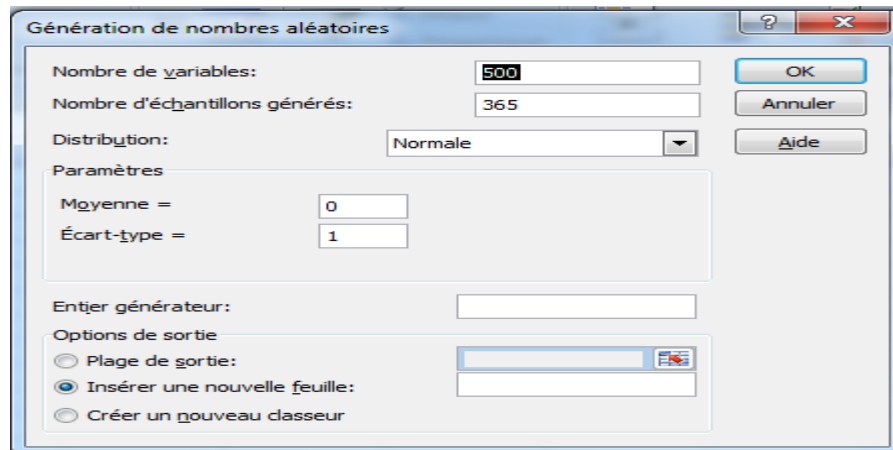 Génération de nombres aléatoires
Nombre de variables: 500 OK
Nombre d'échantillons générés: 365 Annuler
Distribution: Normale Aide
Paramètres
Moyenne = 0
Écart-type = 1
Entier générateur:
Options de sortie
Plage de sortie:
Insérer une nouvelle feuille:
Créer un nouveau classeur